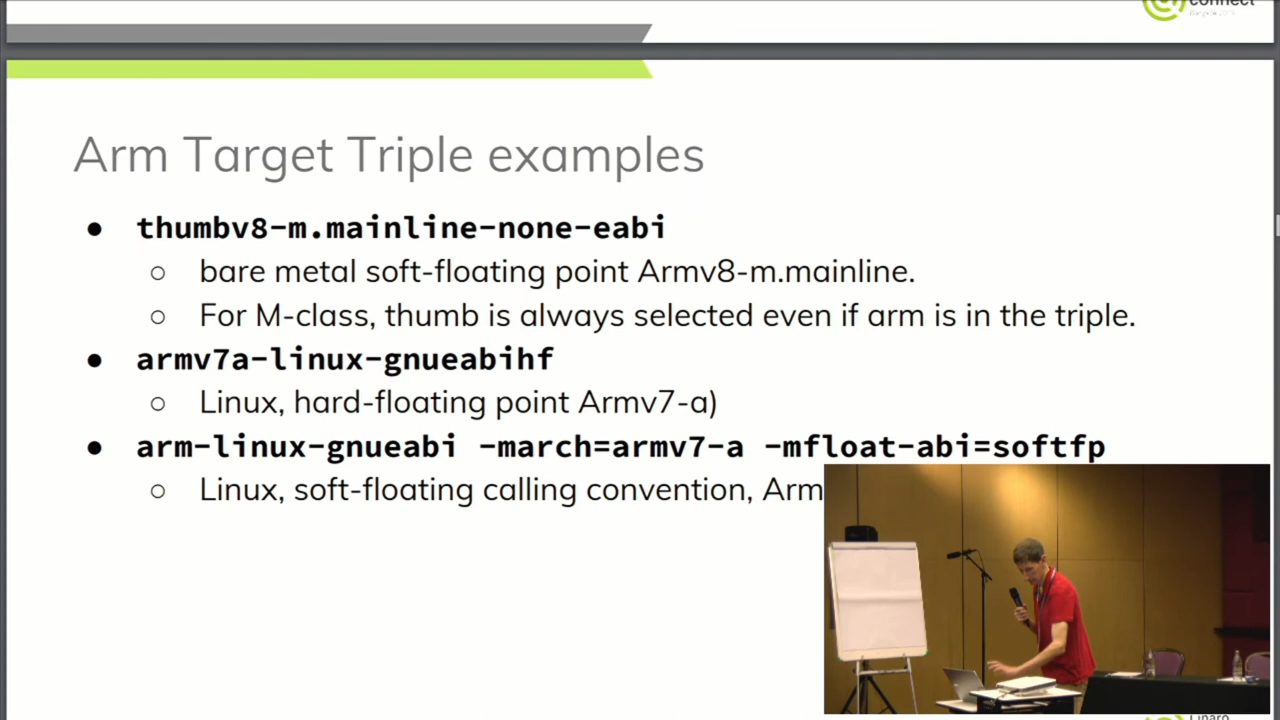 connect
Arm Target Triple examples
● thumbv8-m.mainline-none-eabi
○ bare metal soft-floating point Armv8-m.mainline.
○ For M-class, thumb is always selected even if arm is in the triple.
● armv7a-linux-gnueabihf
○ Linux, hard-floating point Armv7-a)
● arm-linux-gnueabi -march=armv7-a -mfloat-abi=softfp
○ Linux, soft-floating calling convention, Arm
Linaro